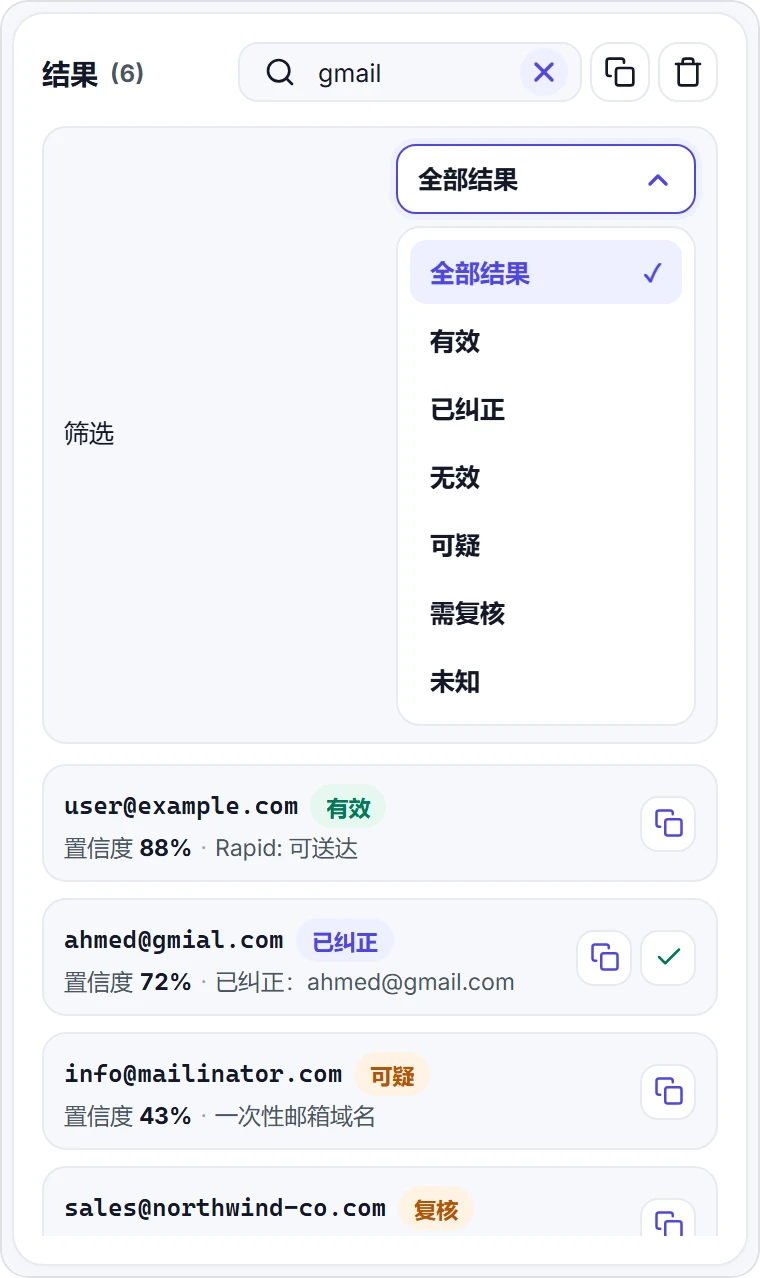 结果 (6)
gmail
全部结果
全部结果
有效
已纠正
无效
可疑
需复核
未知
筛选
user@example.com 有效
置信度 88% · Rapid: 可送达
ahmed@gmial.com 已纠正
置信度 72% · 已纠正：ahmed@gmail.com
info@mailinator.com 可疑
置信度 43% · 一次性邮箱域名
sales@northwind-co.com 复核